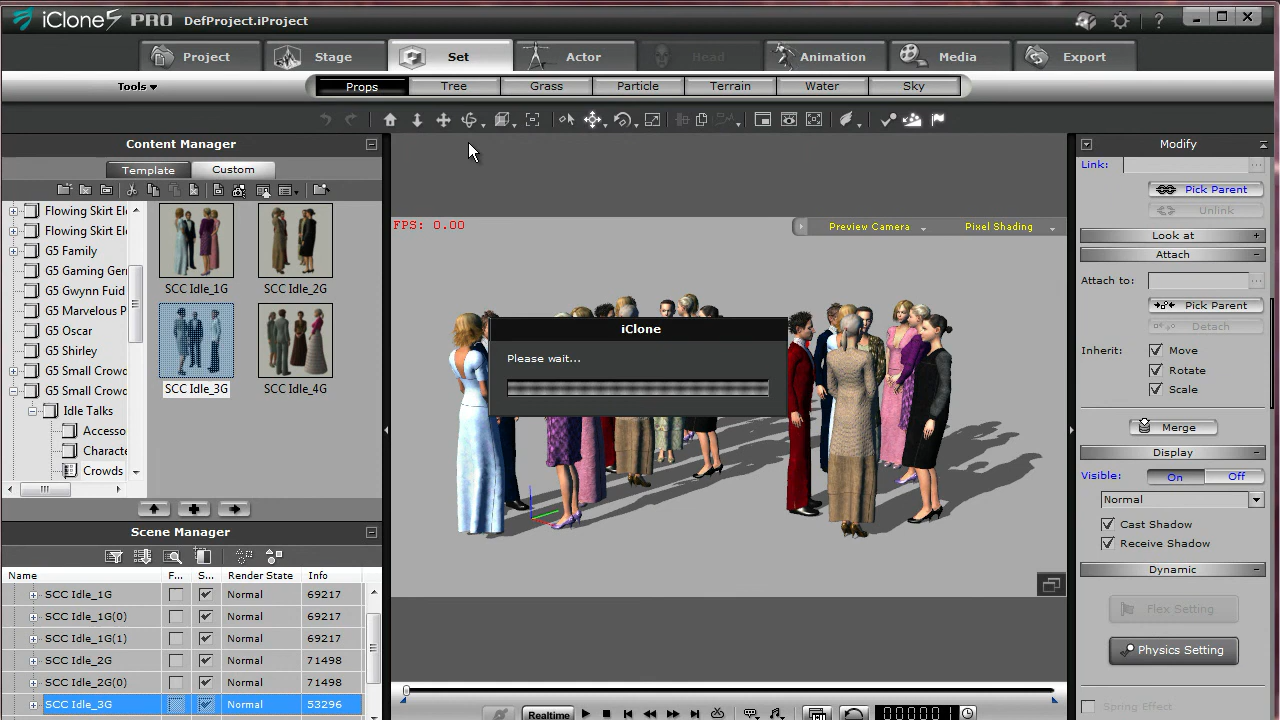 iClone5 PRO DefProject.iProject ?
Project Stage Set Actor Head Animation Media Export
Tools Props Tree Grass Particle Terrain Water Sky
Content Manager
Template Custom
Flowing Skirt El
Flowing Skirt El
G5 Family
G5 Gaming Ger
G5 Gwynn Fuid
G5 Marvelous P
G5 Oscar
G5 Shirley
G5 Small Crowd
G5 Small Crow
Idle Talks
Accesso
Charact
Crowds
SCC Idle_1G SCC Idle_2G
SCC Idle_3G SCC Idle_4G
Scene Manager
Name F... S... Render State Info
SCC Idle_1G Normal 69217
SCC Idle_1G(0) Normal 69217
SCC Idle_1G(1) Normal 69217
SCC Idle_2G Normal 71498
SCC Idle_2G(0) Normal 71498
SCC Idle_3G Normal 53296
FPS: 0.00 Preview Camera Pixel Shading
iClone
Please wait...
Realtime 0:00:00:01
Modify
Link:
Pick Parent
Unlink
Look at
Attach
Attach to:
Pick Parent
Detach
Inherit: Move
Rotate
Scale
Merge
Display
Visible: On Off
Normal
Cast Shadow
Receive Shadow
Dynamic
Flex Setting
Physics Setting
Spring Effect